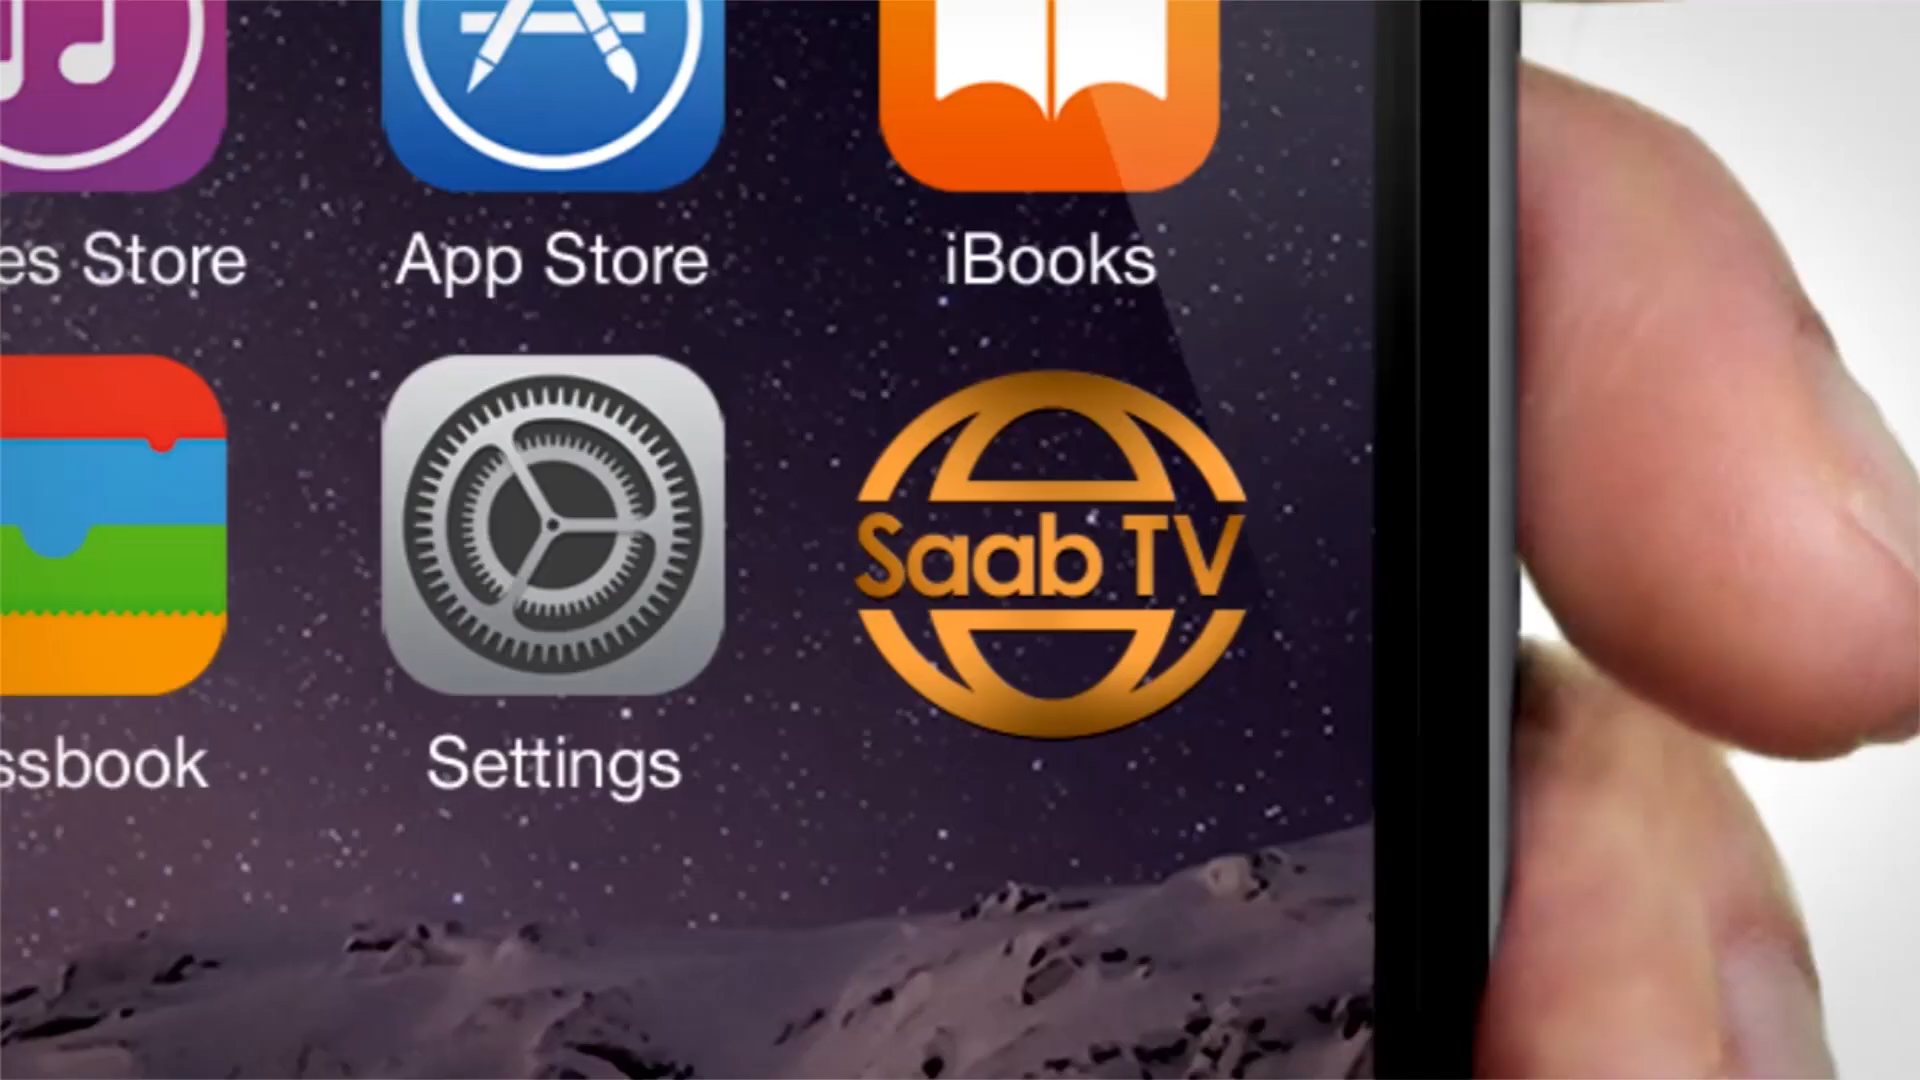 es Store
App Store
iBooks
Saab TV
ssbook
Settings